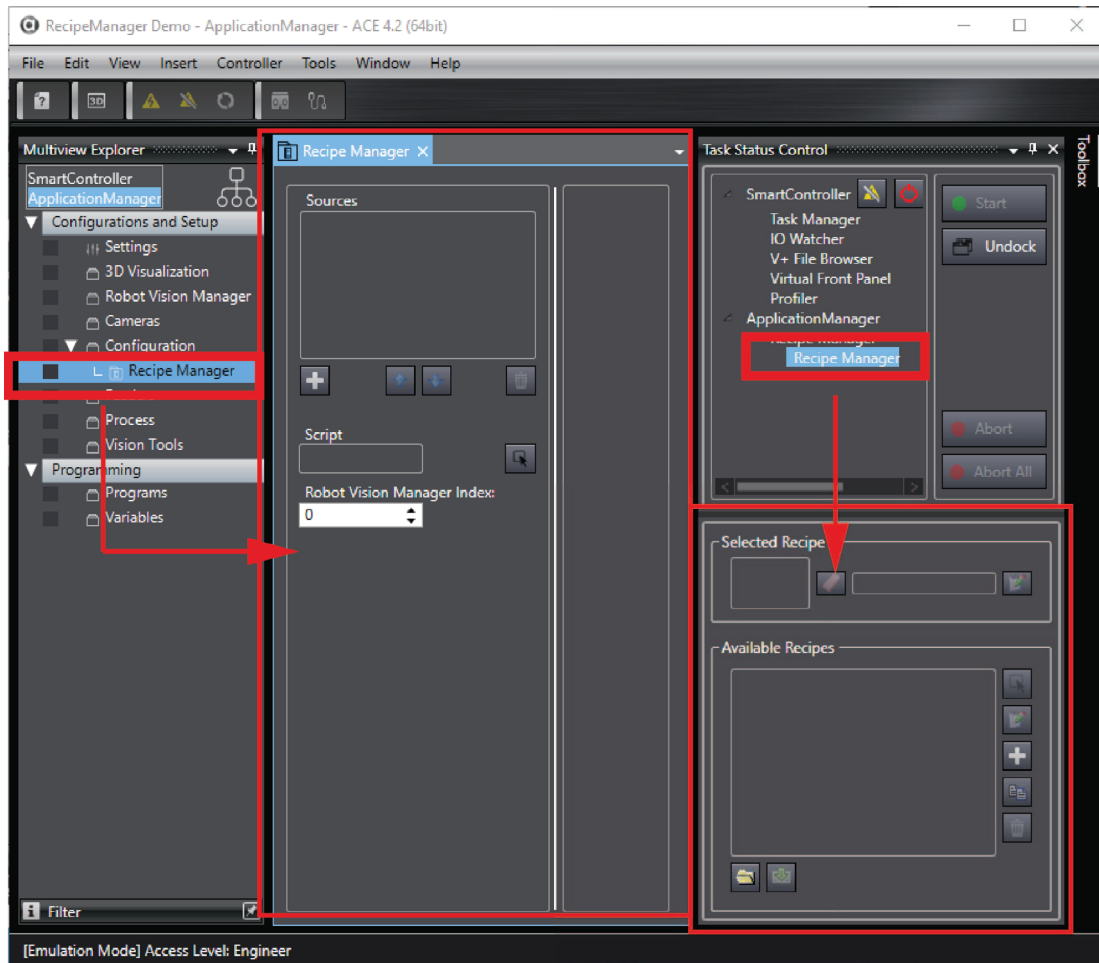 RecipeManager Demo - ApplicationManager - ACE 4.2 (64bit)
File Edit View Insert Controller Tools Window Help
3D
Multiview Explorer
SmartController
ApplicationManager
Configurations and Setup
Settings
3D Visualization
Robot Vision Manager
Cameras
Configuration
Recipe Manager
Process
Vision Tools
Programming
Programs
Variables
Filter
Recipe Manager
Sources
Script
Robot Vision Manager Index:
0
Task Status Control
SmartController
Task Manager
IO Watcher
V+ File Browser
Virtual Front Panel
Profiler
ApplicationManager
Recipe Manager
Recipe Manager
Start
Undock
Abort
Abort All
Selected Recipe
Available Recipes
Toolbox
[Emulation Mode] Access Level: Engineer